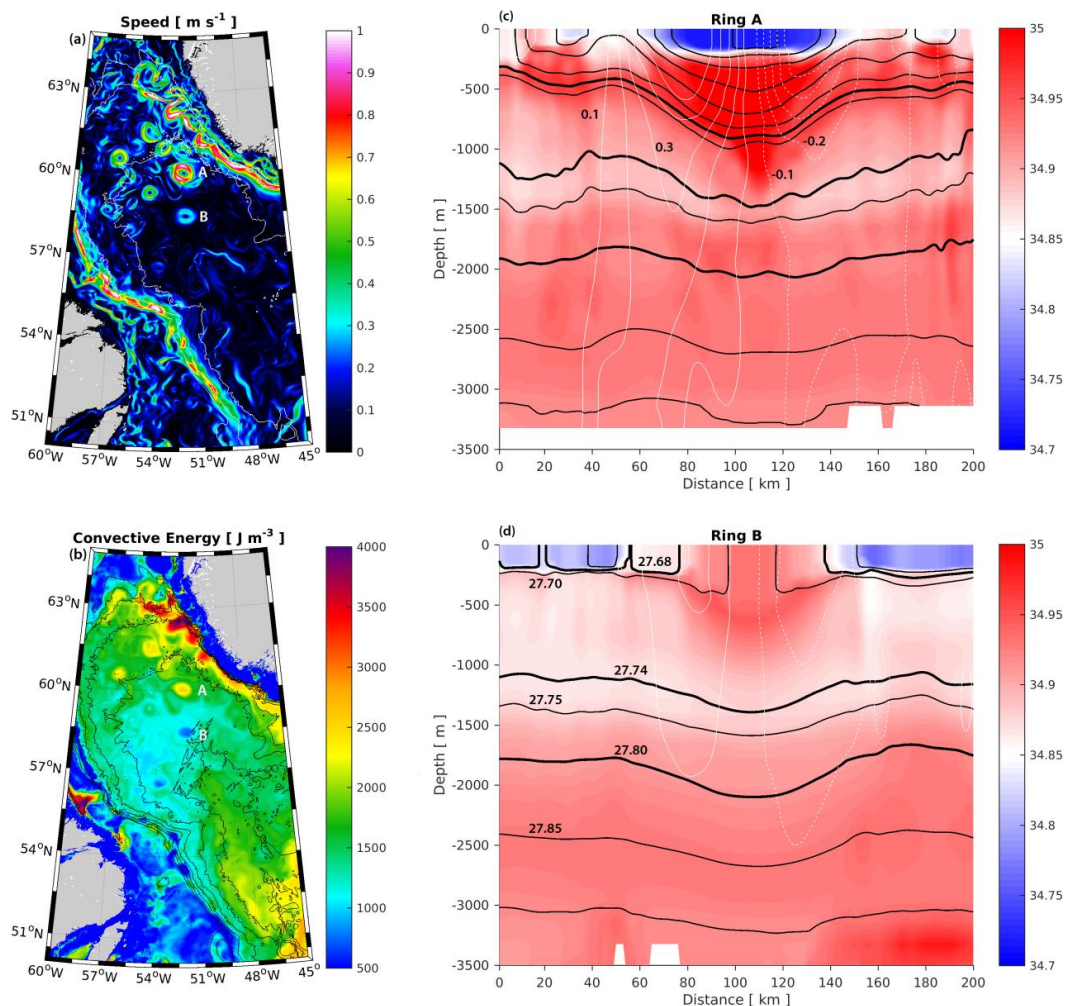 Speed [ m s⁻¹ ]
(a)
63°N
60°N
57°N
54°N
51°N
60°W 57°W 54°W 51°W 48°W 45°
A
B
1
0.9
0.8
0.7
0.6
0.5
0.4
0.3
0.2
0.1
0
(c)
Ring A
0
-500
-1000
-1500
-2000
-2500
-3000
-3500
Depth [ m ]
0.1
0.3
-0.2
-0.1
0 20 40 60 80 100 120 140 160 180 200
Distance [ km ]
35
34.95
34.9
34.85
34.8
34.75
34.7
Convective Energy [ J m⁻³ ]
(b)
63°N
60°N
57°N
54°N
51°N
60°W 57°W 54°W 51°W 48°W 45°
A
B
4000
3500
3000
2500
2000
1500
1000
500
(d)
Ring B
0
-500
-1000
-1500
-2000
-2500
-3000
-3500
Depth [ m ]
27.68
27.70
27.74
27.75
27.80
27.85
0 20 40 60 80 100 120 140 160 180 200
Distance [ km ]
35
34.95
34.9
34.85
34.8
34.75
34.7